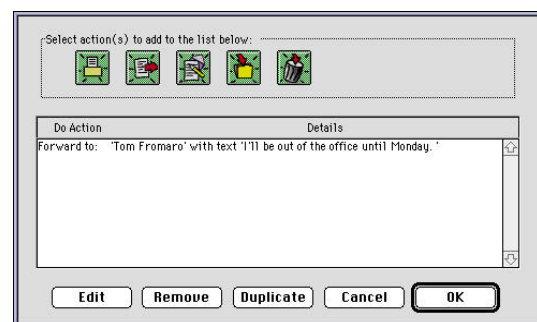 Select action(s) to add to the list below:
Do Action Details
Forward to: 'Tom Fromaro' with text 'I'll be out of the office until Monday. '
Edit Remove Duplicate Cancel OK